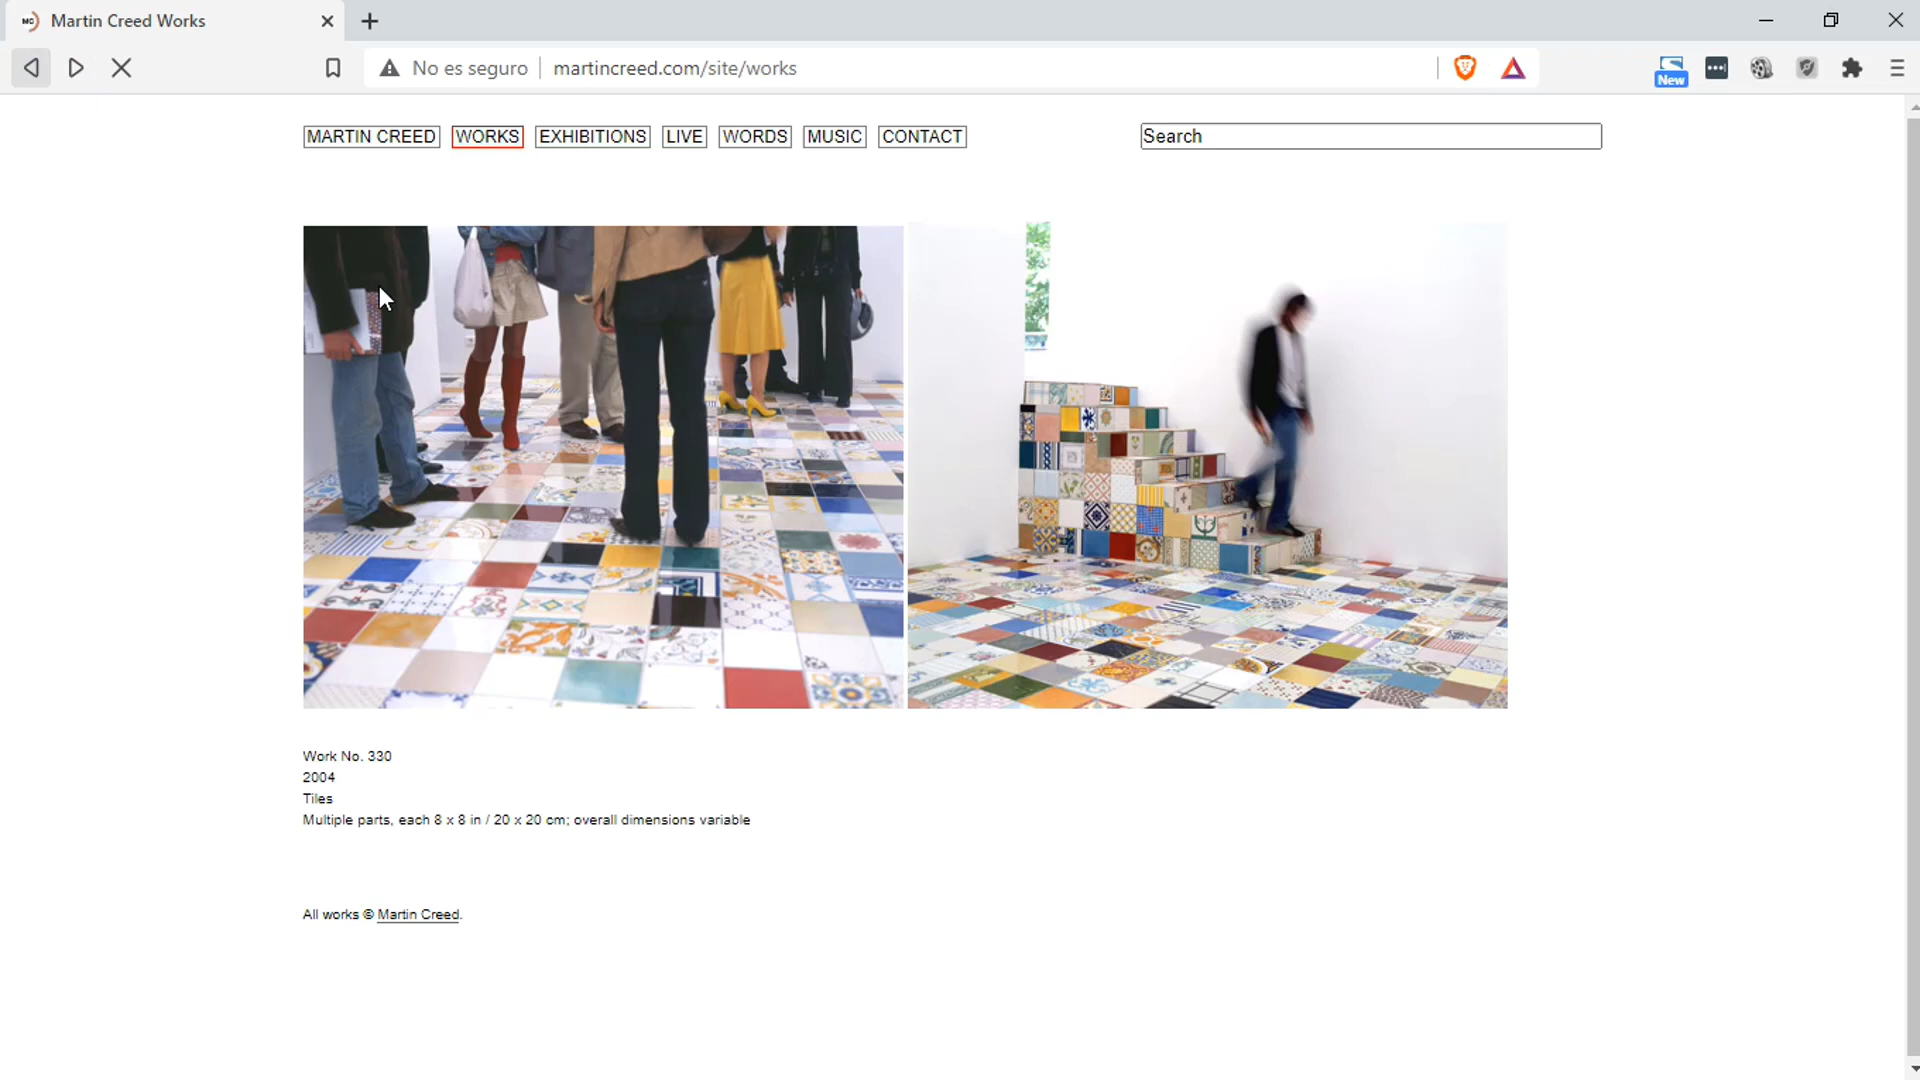 Martin Creed Works
No es seguro martincreed.com/site/works
New
MARTIN CREED WORKS EXHIBITIONS LIVE WORDS MUSIC CONTACT Search
Work No. 330
2004
Tiles
Multiple parts, each 8 x 8 in / 20 x 20 cm; overall dimensions variable
All works © Martin Creed.